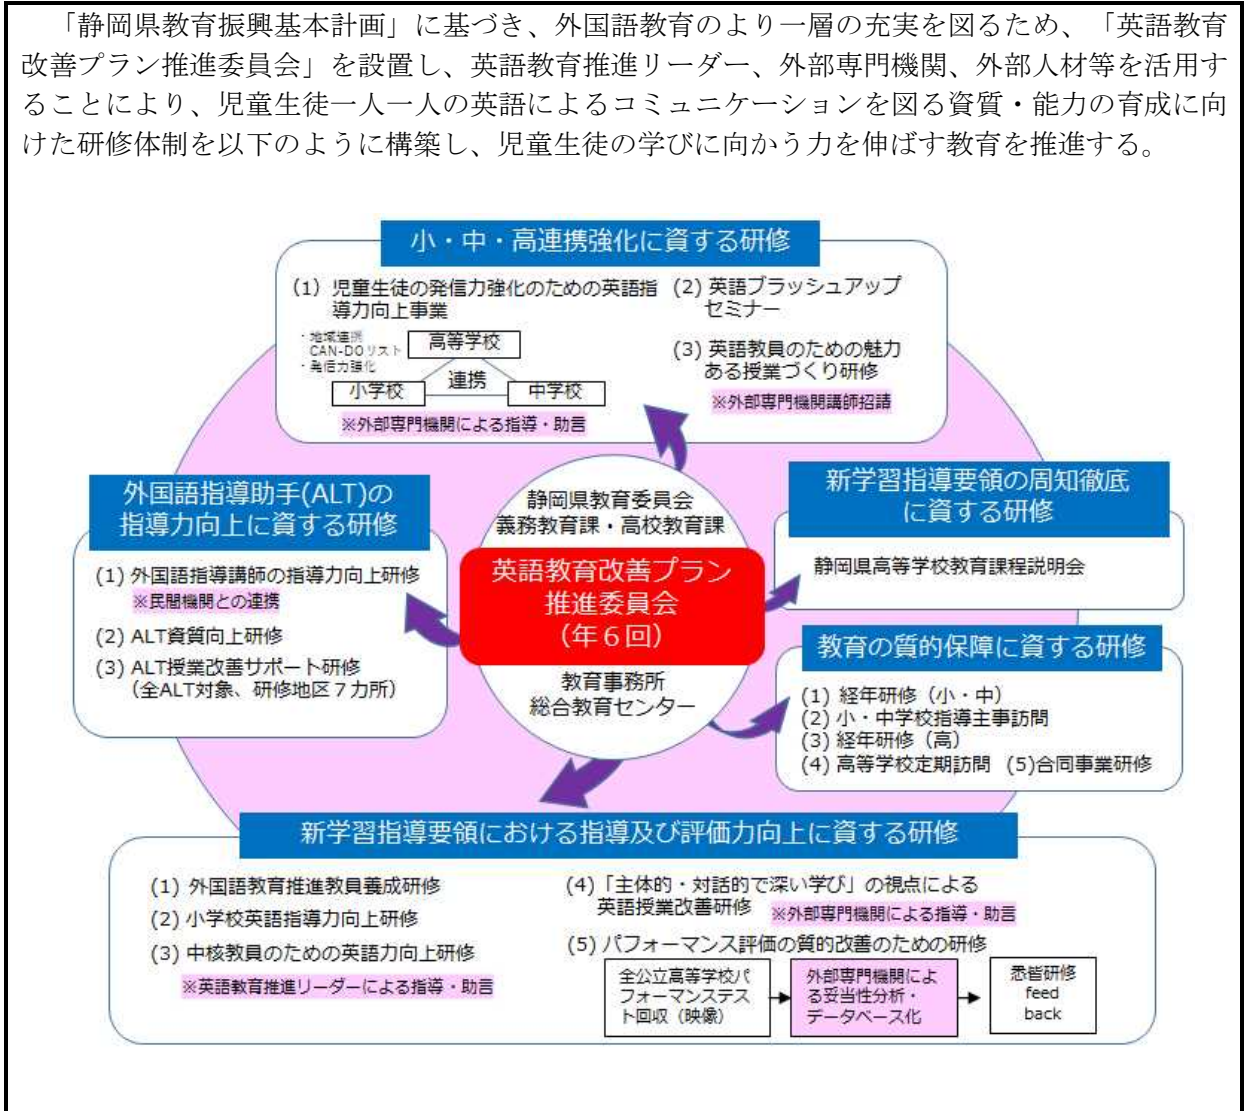 「静岡県教育振興基本計画」に基づき、外国語教育のより一層の充実を図るため、「英語教育
改善プラン推進委員会」を設置し、英語教育推進リーダー、外部専門機関、外部人材等を活用す
ることにより、児童生徒一人一人の英語によるコミュニケーションを図る資質・能力の育成に向
けた研修体制を以下のように構築し、児童生徒の学びに向かう力を伸ばす教育を推進する。
小・中・高連携強化に資する研修
(1) 児童生徒の発信力強化のための英語指
導力向上事業
・地域連携
CAN-DOリスト
・発信力強化
高等学校
連携
小学校
中学校
※外部専門機関による指導・助言
(2) 英語ブラッシュアップ
セミナー
(3) 英語教員のための魅力
ある授業づくり研修
※外部専門機関講師招請
外国語指導助手(ALT)の
指導力向上に資する研修
(1) 外国語指導講師の指導力向上研修
※民間機関との連携
(2) ALT資質向上研修
(3) ALT授業改善サポート研修
（全ALT対象、研修地区７カ所）
静岡県教育委員会
義務教育課・高校教育課
英語教育改善プラン
推進委員会
（年６回）
教育事務所
総合教育センター
新学習指導要領の周知徹底
に資する研修
静岡県高等学校教育課程説明会
教育の質的保障に資する研修
(1) 経年研修（小・中）
(2) 小・中学校指導主事訪問
(3) 経年研修（高）
(4) 高等学校定期訪問 (5)合同事業研修
新学習指導要領における指導及び評価力向上に資する研修
(1) 外国語教育推進教員養成研修
(2) 小学校英語指導力向上研修
(3) 中核教員のための英語力向上研修
※英語教育推進リーダーによる指導・助言
(4)「主体的・対話的で深い学び」の視点による
英語授業改善研修 ※外部専門機関による指導・助言
(5) パフォーマンス評価の質的改善のための研修
全公立高等学校パ
フォーマンステス
ト回収（映像）
外部専門機関によ
る妥当性分析・
データベース化
悉皆研修
feed
back